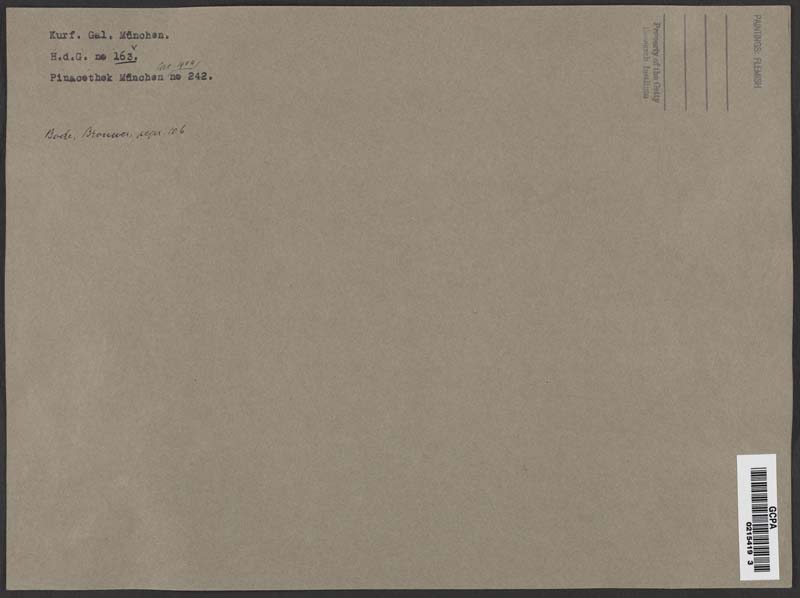 Kurf. Gal. München.
H.d.G. no 163.
Pinacothek München no 242.
Bode, Brouwer, repr. 106
Property of the Getty
Research Institute
PAINTINGS: FLEMISH
GCPA
0215419 3